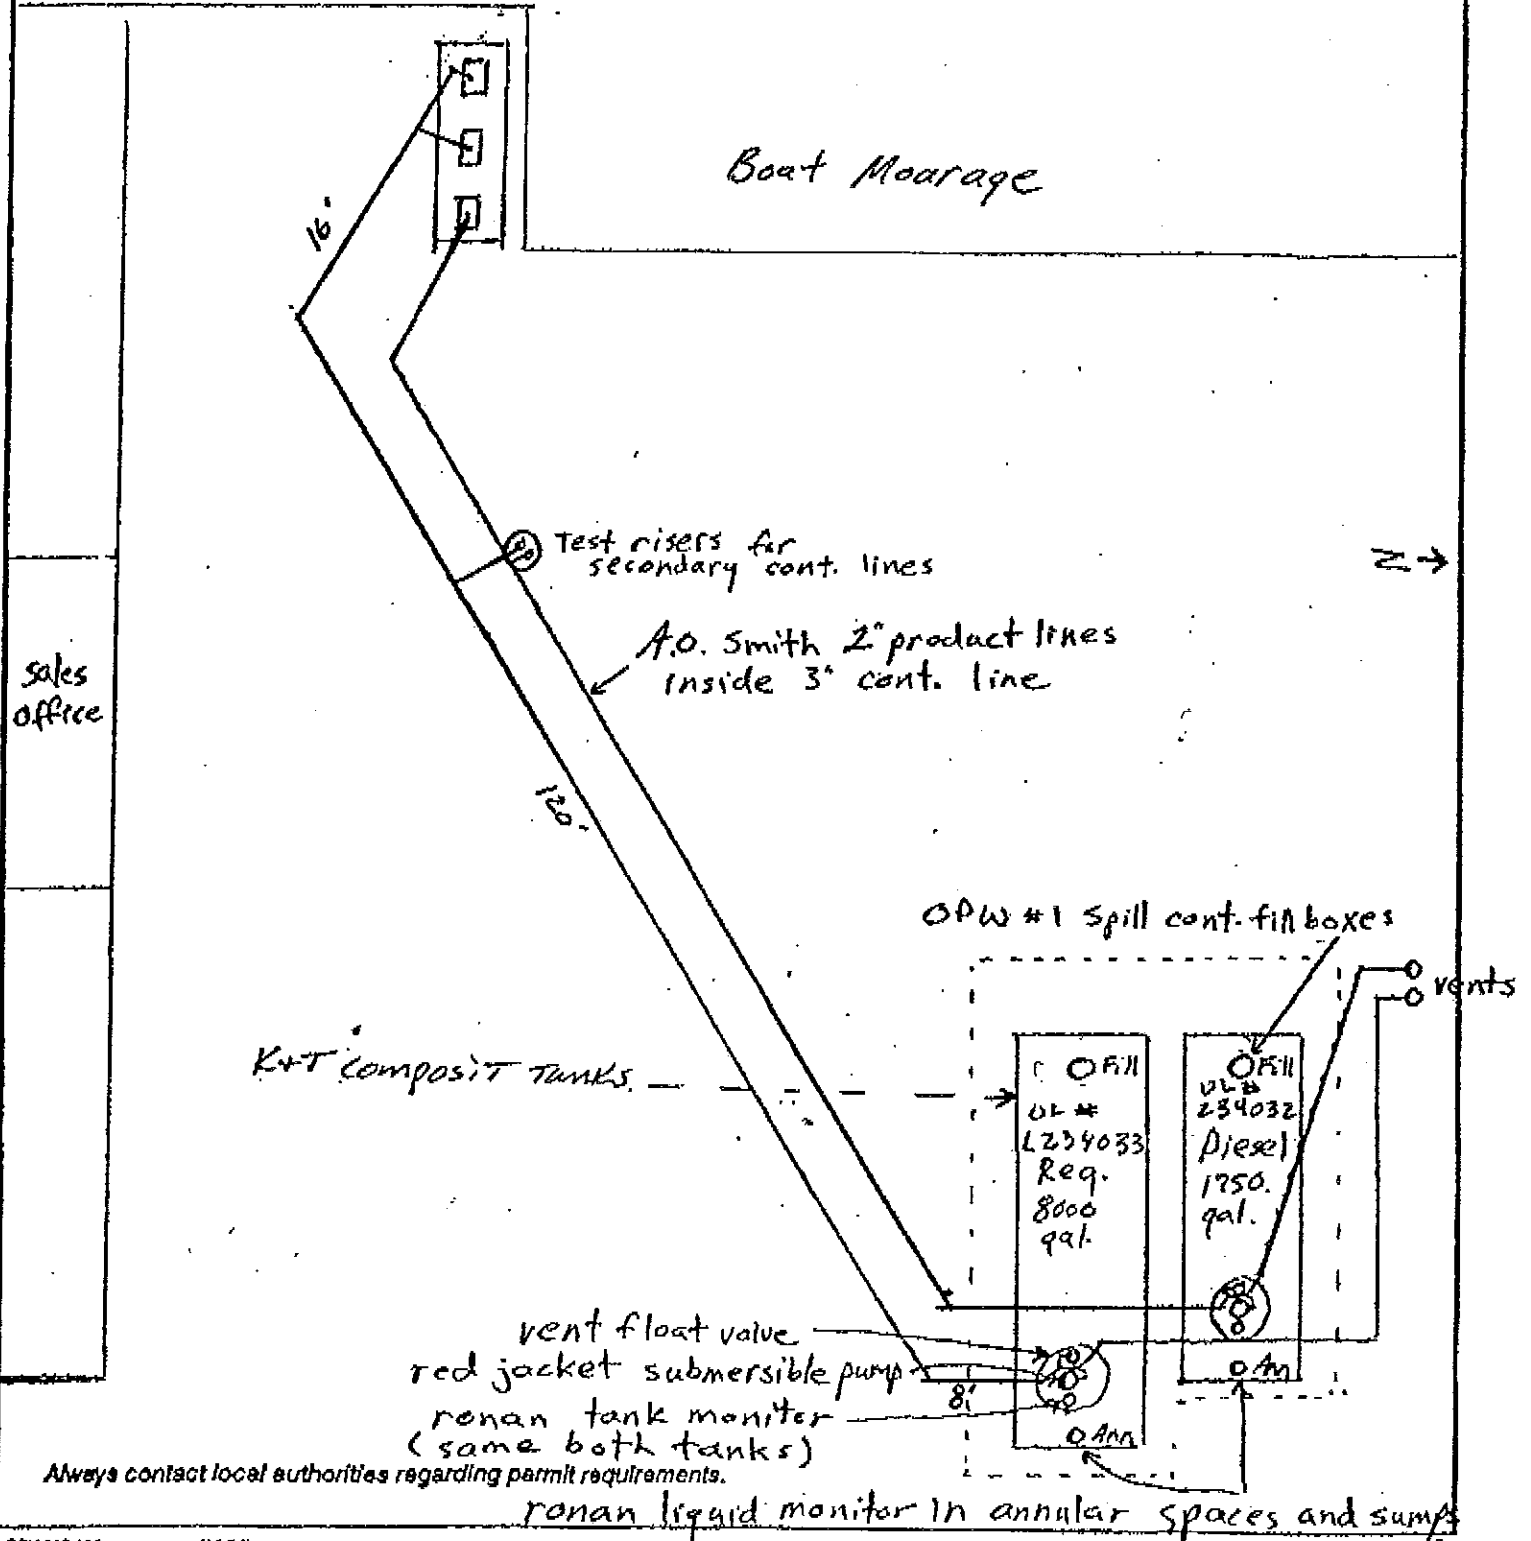 Boat Moarage
16'
Test risers for
secondary cont. lines
Z →
A.O. Smith 2" product lines
inside 3" cont. line
sales
office
120'
OPW #1 Spill cont. fill boxes
vents
K+T composit Tanks
Fill
UL #
L234033
Reg.
8000
gal.
Fill
UL #
234032
Diesel
1750.
gal.
vent float valve
red jacket submersible pump
8'
Ann
ronan tank moniter
(same both tanks)
Ann
Always contact local authorities regarding permit requirements.
ronan liquid monitor in annular spaces and sumps